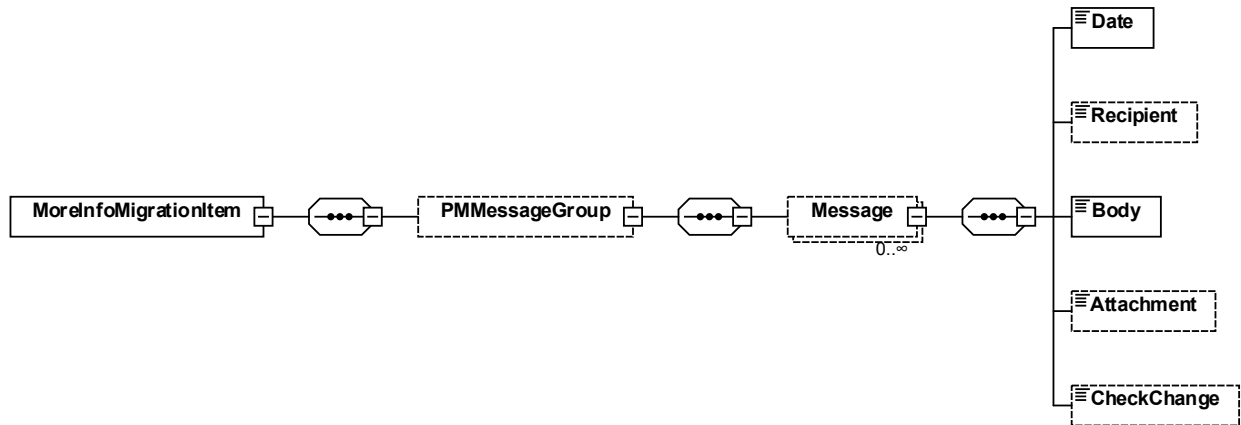 Date
Recipient
MoreInfoMigrationItem
PMMessageGroup
Message
0..∞
Body
Attachment
CheckChange